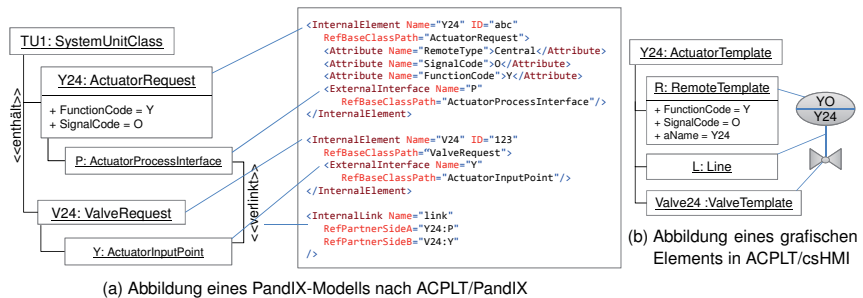 TU1: SystemUnitClass
Y24: ActuatorRequest
+ FunctionCode = Y
+ SignalCode = O
P: ActuatorProcessInterface
V24: ValveRequest
Y: ActuatorInputPoint
<<enthält>>
<<verlinkt>>
<InternalElement Name="Y24" ID="abc"
RefBaseClassPath="ActuatorRequest">
<Attribute Name="RemoteType">Central</Attribute>
<Attribute Name="SignalCode">O</Attribute>
<Attribute Name="FunctionCode">Y</Attribute>
<ExternalInterface Name="P"
RefBaseClassPath="ActuatorProcessInterface"/>
</InternalElement>
<InternalElement Name="V24" ID="123"
RefBaseClassPath=“ValveRequest">
<ExternalInterface Name="Y"
RefBaseClassPath="ActuatorInputPoint"/>
</InternalElement>
<InternalLink Name="link"
RefPartnerSideA="Y24:P"
RefPartnerSideB="V24:Y"
/>
(a) Abbildung eines PandIX-Modells nach ACPLT/PandIX
Y24: ActuatorTemplate
R: RemoteTemplate
+ FunctionCode = Y
+ SignalCode = O
+ aName = Y24
L: Line
Valve24 :ValveTemplate
YO
Y24
(b) Abbildung eines grafischen
Elements in ACPLT/csHMI